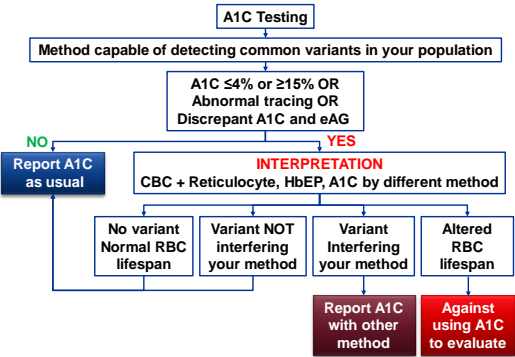 A1C Testing
Method capable of detecting common variants in your population
A1C ≤4% or ≥15% OR
Abnormal tracing OR
Discrepant A1C and eAG
NO
YES
Report A1C
as usual
INTERPRETATION
CBC + Reticulocyte, HbEP, A1C by different method
No variant
Normal RBC
lifespan
Variant NOT
interfering
your method
Variant
Interfering
your method
Altered
RBC
lifespan
Report A1C
with other
method
Against
using A1C
to evaluate